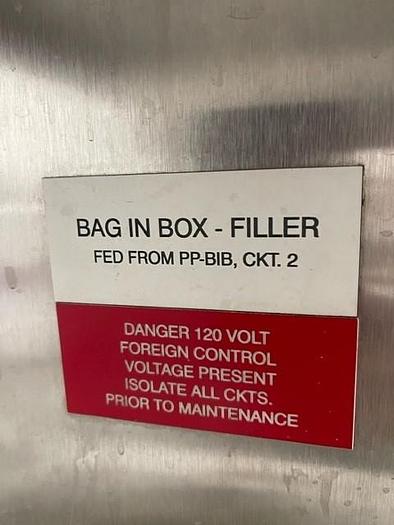 BAG IN BOX - FILLER
FED FROM PP-BIB, CKT. 2
DANGER 120 VOLT
FOREIGN CONTROL
VOLTAGE PRESENT
ISOLATE ALL CKTS.
PRIOR TO MAINTENANCE